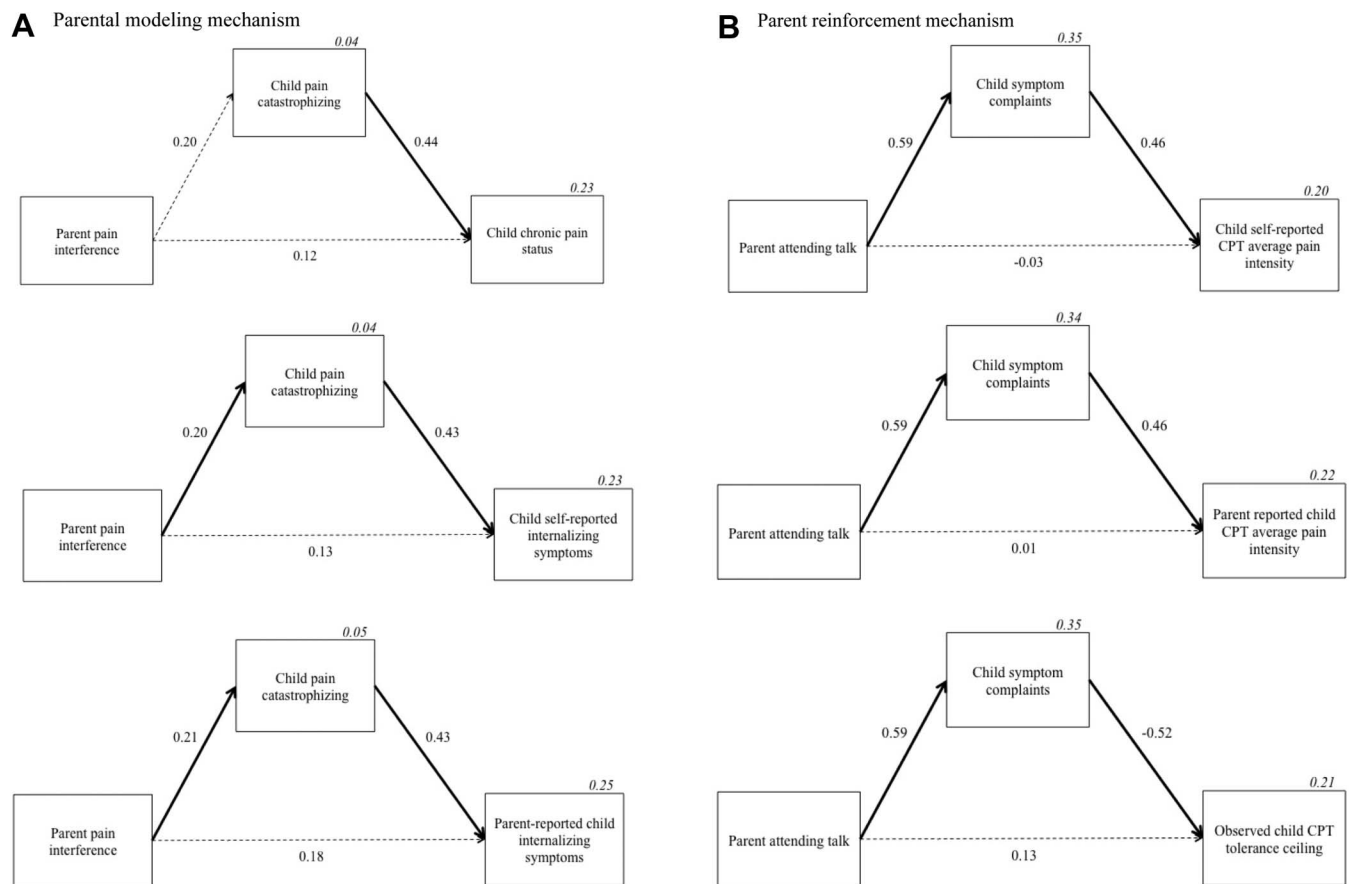 A Parental modeling mechanism
0.04
Child pain
catastrophizing
0.20
0.44
0.23
Parent pain
interference
Child chronic pain
status
0.12
0.04
Child pain
catastrophizing
0.20
0.43
0.23
Parent pain
interference
Child self-reported
internalizing
symptoms
0.13
0.05
Child pain
catastrophizing
0.21
0.43
0.25
Parent pain
interference
Parent-reported child
internalizing
symptoms
0.18
B Parent reinforcement mechanism
0.35
Child symptom
complaints
0.59
0.46
0.20
Parent attending talk
Child self-reported
CPT average pain
intensity
-0.03
0.34
Child symptom
complaints
0.59
0.46
0.22
Parent attending talk
Parent reported child
CPT average pain
intensity
0.01
0.35
Child symptom
complaints
0.59
-0.52
0.21
Parent attending talk
Observed child CPT
tolerance ceiling
0.13